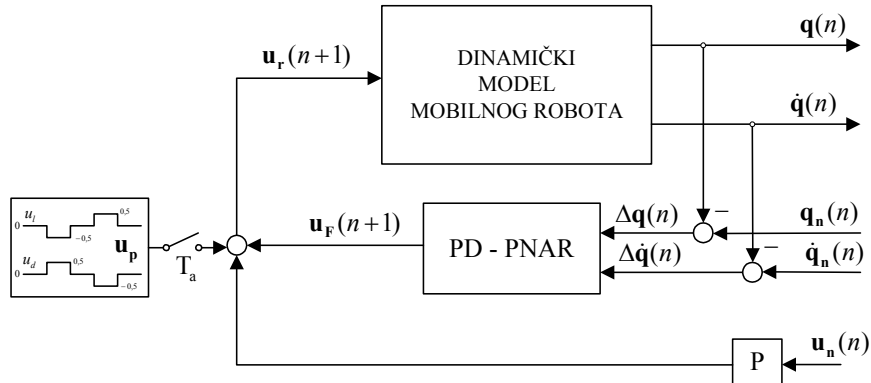 q(n)
u_r(n+1)
DINAMIČKI
MODEL
MOBILNOG ROBOTA
q̇(n)
u_l
0
0,5
−0,5
u_p
u_d
0
0,5
−0,5
T_a
u_F(n+1)
PD - PNAR
Δq(n)
−
q_n(n)
Δq̇(n)
−
q̇_n(n)
P
u_n(n)